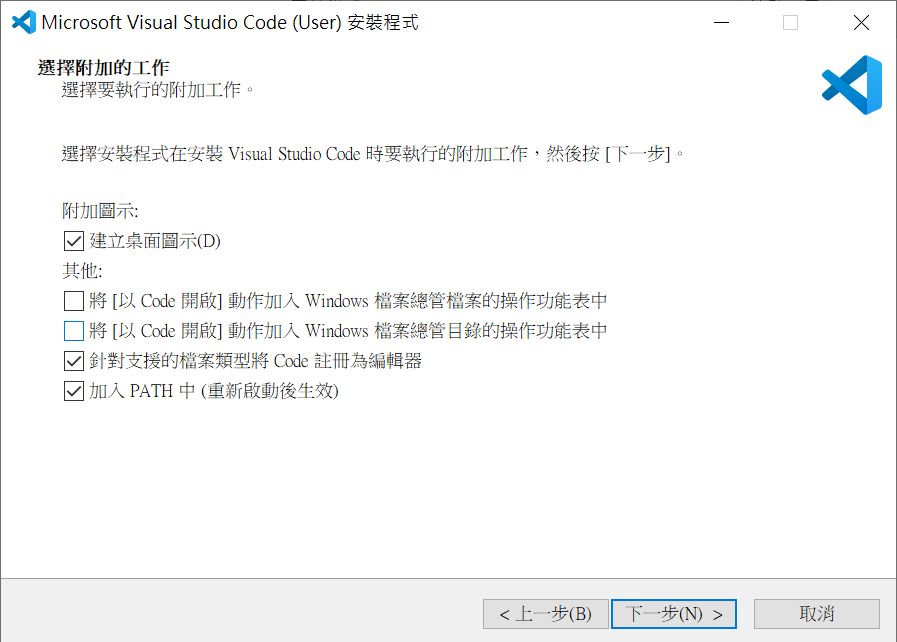 Microsoft Visual Studio Code (User) 安裝程式
選擇附加的工作
選擇要執行的附加工作。
選擇安裝程式在安裝 Visual Studio Code 時要執行的附加工作，然後按 [下一步]。
附加圖示:
建立桌面圖示(D)
其他:
將 [以 Code 開啟] 動作加入 Windows 檔案總管檔案的操作功能表中
將 [以 Code 開啟] 動作加入 Windows 檔案總管目錄的操作功能表中
針對支援的檔案類型將 Code 註冊為編輯器
加入 PATH 中 (重新啟動後生效)
< 上一步(B) 下一步(N) > 取消